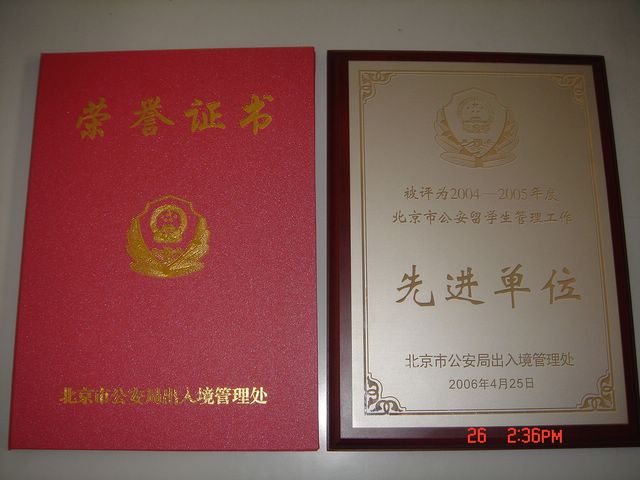 荣誉证书
北京市公安局出入境管理处
被评为2004—2005年度
北京市公安留学生管理工作
先进单位
北京市公安局出入境管理处
2006年4月25日
26 2:36PM